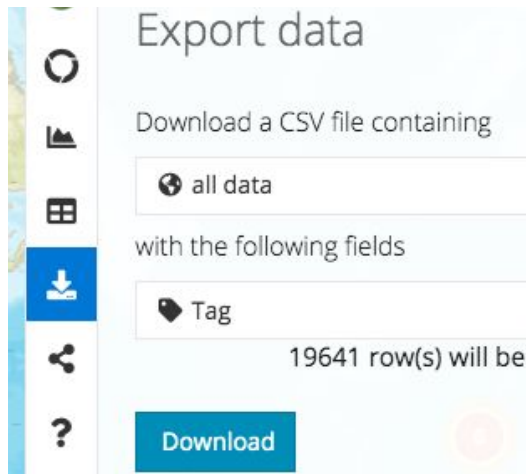 Export data
Download a CSV file containing
all data
with the following fields
Tag
19641 row(s) will be
Download